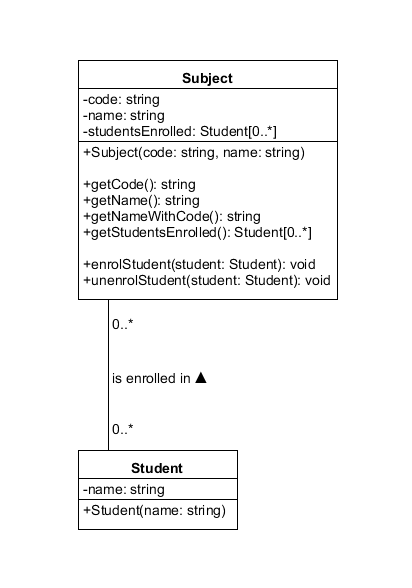 Subject
-code: string
-name: string
-studentsEnrolled: Student[0..*]
+Subject(code: string, name: string)
+getCode(): string
+getName(): string
+getNameWithCode(): string
+getStudentsEnrolled(): Student[0..*]
+enrolStudent(student: Student): void
+unenrolStudent(student: Student): void
0..*
is enrolled in ▲
0..*
Student
-name: string
+Student(name: string)